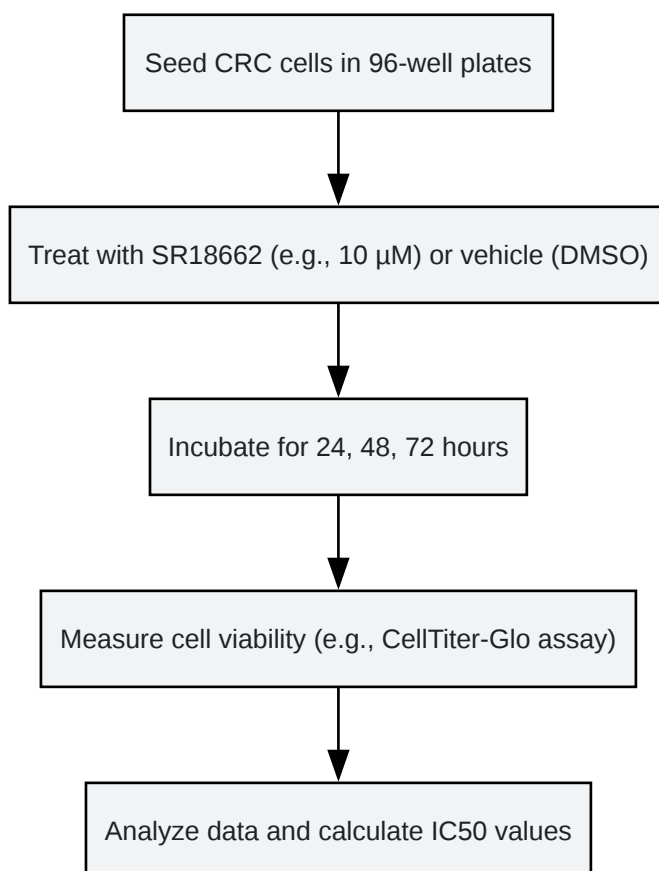 Seed CRC cells in 96-well plates
Treat with SR18662 (e.g., 10 µM) or vehicle (DMSO)
Incubate for 24, 48, 72 hours
Measure cell viability (e.g., CellTiter-Glo assay)
Analyze data and calculate IC50 values